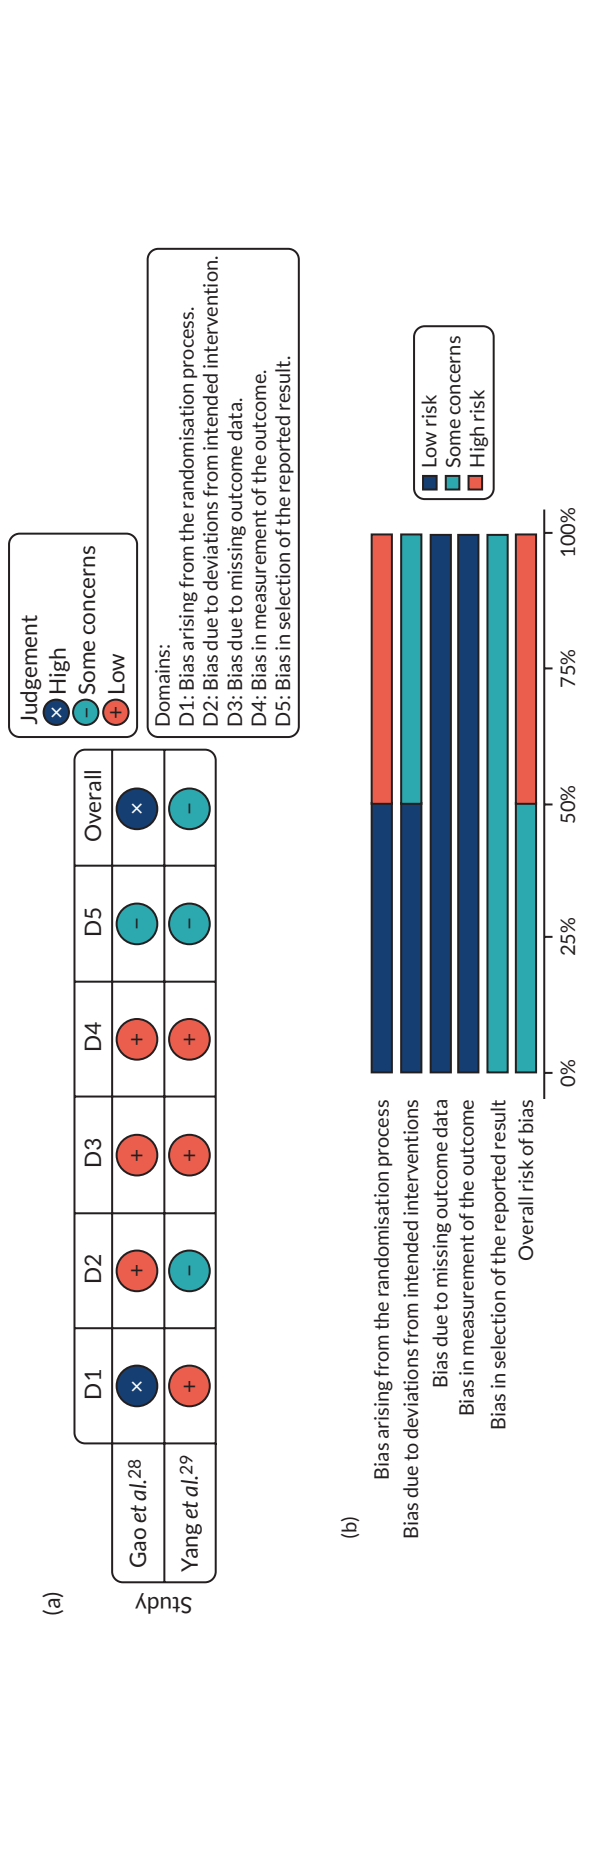 (a)
D1 D2 D3 D4 D5 Overall
Study
Gao et al.28 × + + + − ×
Yang et al.29 + − + + − −
Judgement
× High
− Some concerns
+ Low
Domains:
D1: Bias arising from the randomisation process.
D2: Bias due to deviations from intended intervention.
D3: Bias due to missing outcome data.
D4: Bias in measurement of the outcome.
D5: Bias in selection of the reported result.
(b)
Bias arising from the randomisation process
Bias due to deviations from intended interventions
Bias due to missing outcome data
Bias in measurement of the outcome
Bias in selection of the reported result
Overall risk of bias
0% 25% 50% 75% 100%
Low risk
Some concerns
High risk